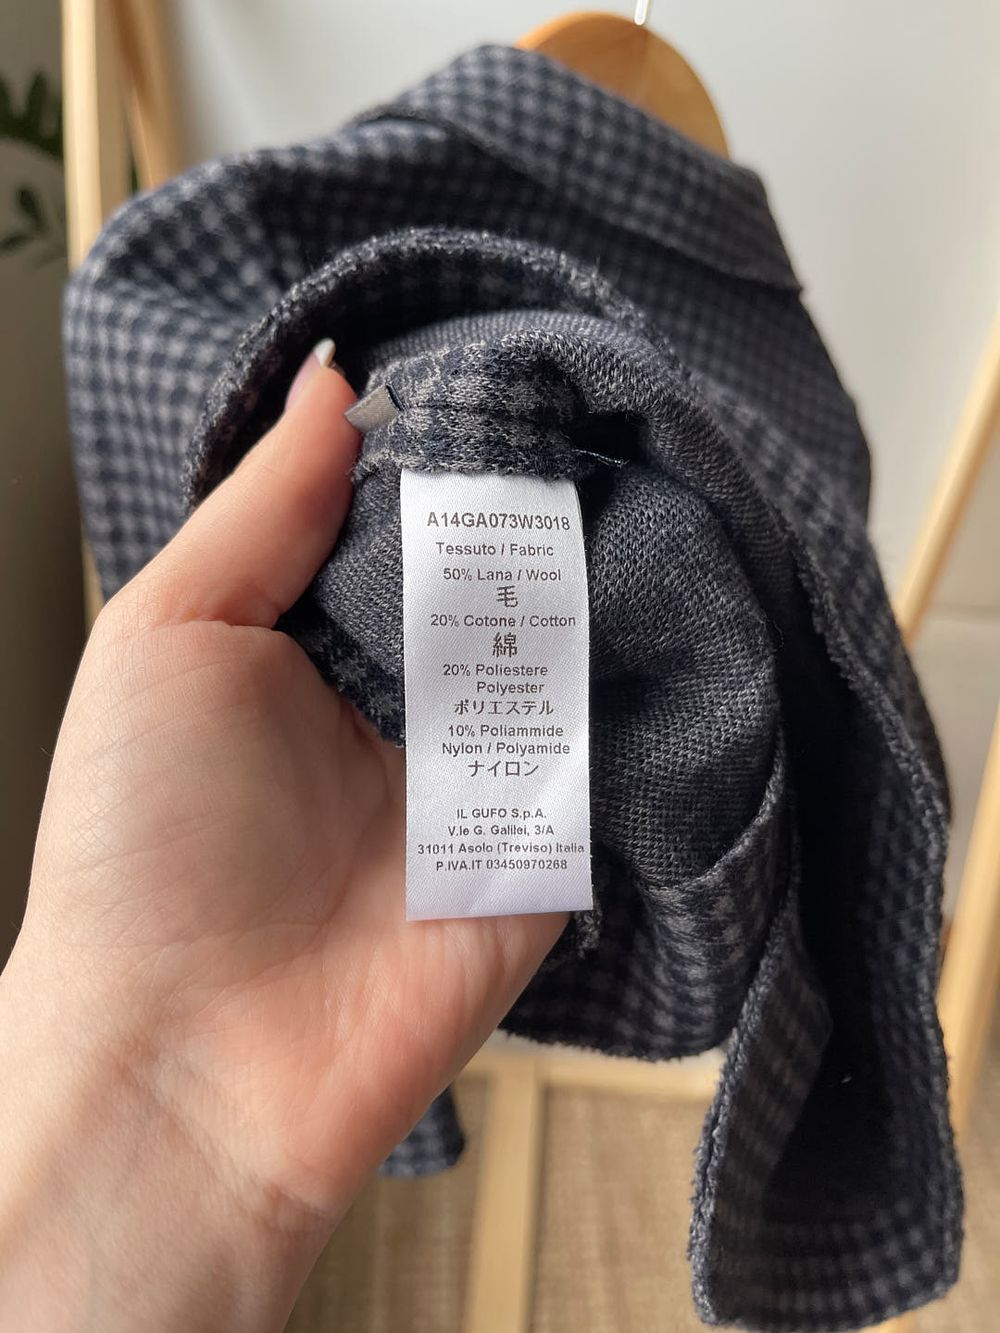 A14GA073W3018
Tessuto / Fabric
50% Lana / Wool
毛
20% Cotone / Cotton
綿
20% Poliestere
Polyester
ポリエステル
10% Poliammide
Nylon / Polyamide
ナイロン
IL GUFO S.p.A.
V.le G. Galilei, 3/A
31011 Asolo (Treviso) Italia
P.IVA.IT 03450970268